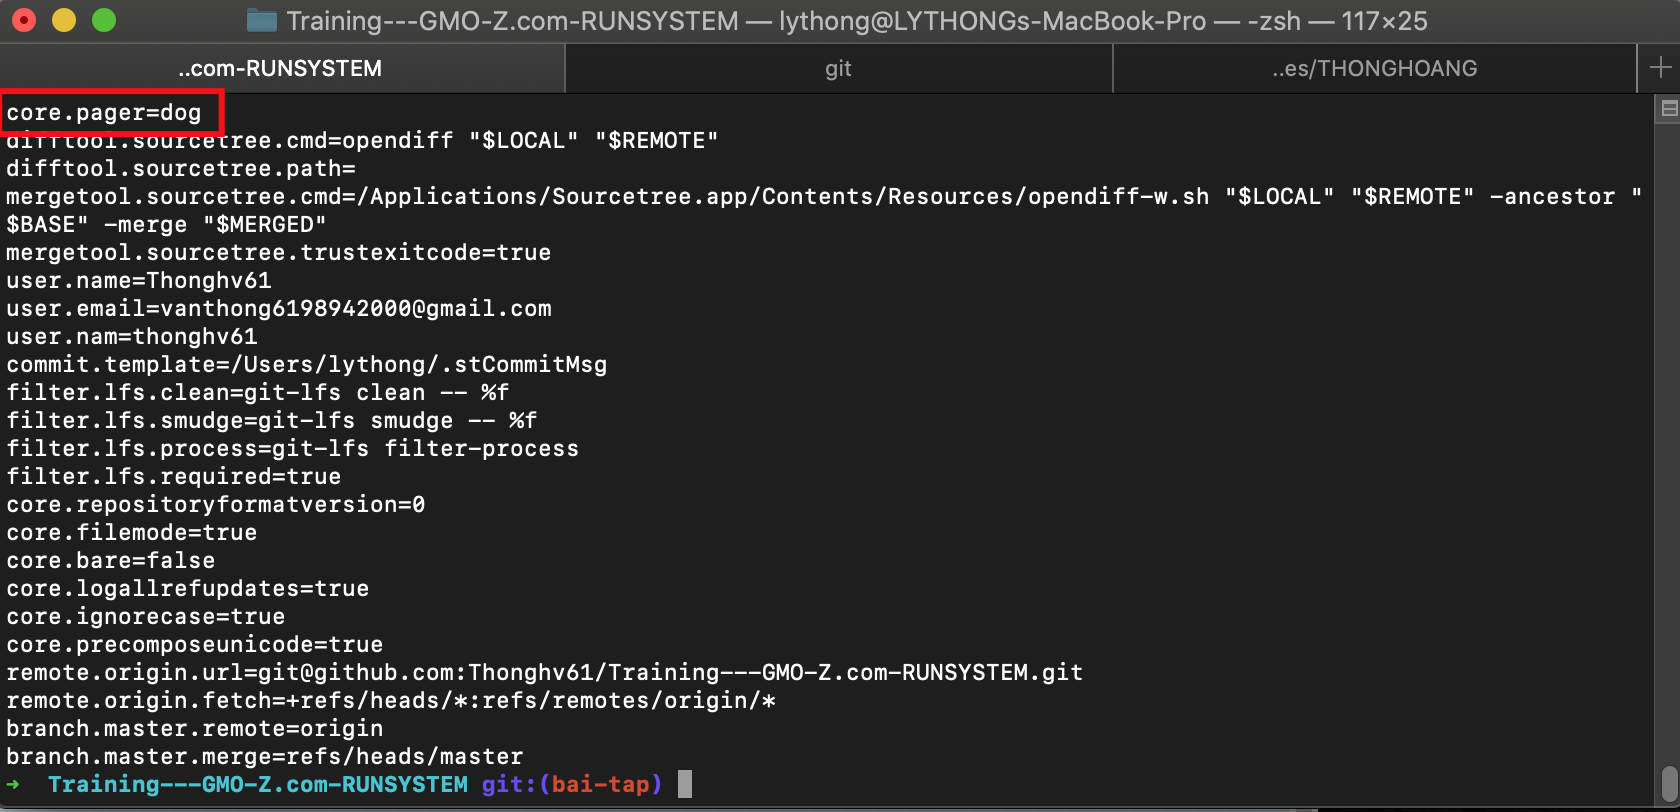 Training---GMO-Z.com-RUNSYSTEM — lythong@LYTHONGs-MacBook-Pro — -zsh — 117×25
..com-RUNSYSTEM
git
..es/THONGHOANG
core.pager=dog
difftool.sourcetree.cmd=opendiff "$LOCAL" "$REMOTE"
difftool.sourcetree.path=
mergetool.sourcetree.cmd=/Applications/Sourcetree.app/Contents/Resources/opendiff-w.sh "$LOCAL" "$REMOTE" -ancestor "
$BASE" -merge "$MERGED"
mergetool.sourcetree.trustexitcode=true
user.name=Thonghv61
user.email=vanthong6198942000@gmail.com
user.nam=thonghv61
commit.template=/Users/lythong/.stCommitMsg
filter.lfs.clean=git-lfs clean -- %f
filter.lfs.smudge=git-lfs smudge -- %f
filter.lfs.process=git-lfs filter-process
filter.lfs.required=true
core.repositoryformatversion=0
core.filemode=true
core.bare=false
core.logallrefupdates=true
core.ignorecase=true
core.precomposeunicode=true
remote.origin.url=git@github.com:Thonghv61/Training---GMO-Z.com-RUNSYSTEM.git
remote.origin.fetch=+refs/heads/*:refs/remotes/origin/*
branch.master.remote=origin
branch.master.merge=refs/heads/master
➜ Training---GMO-Z.com-RUNSYSTEM git:(bai-tap)